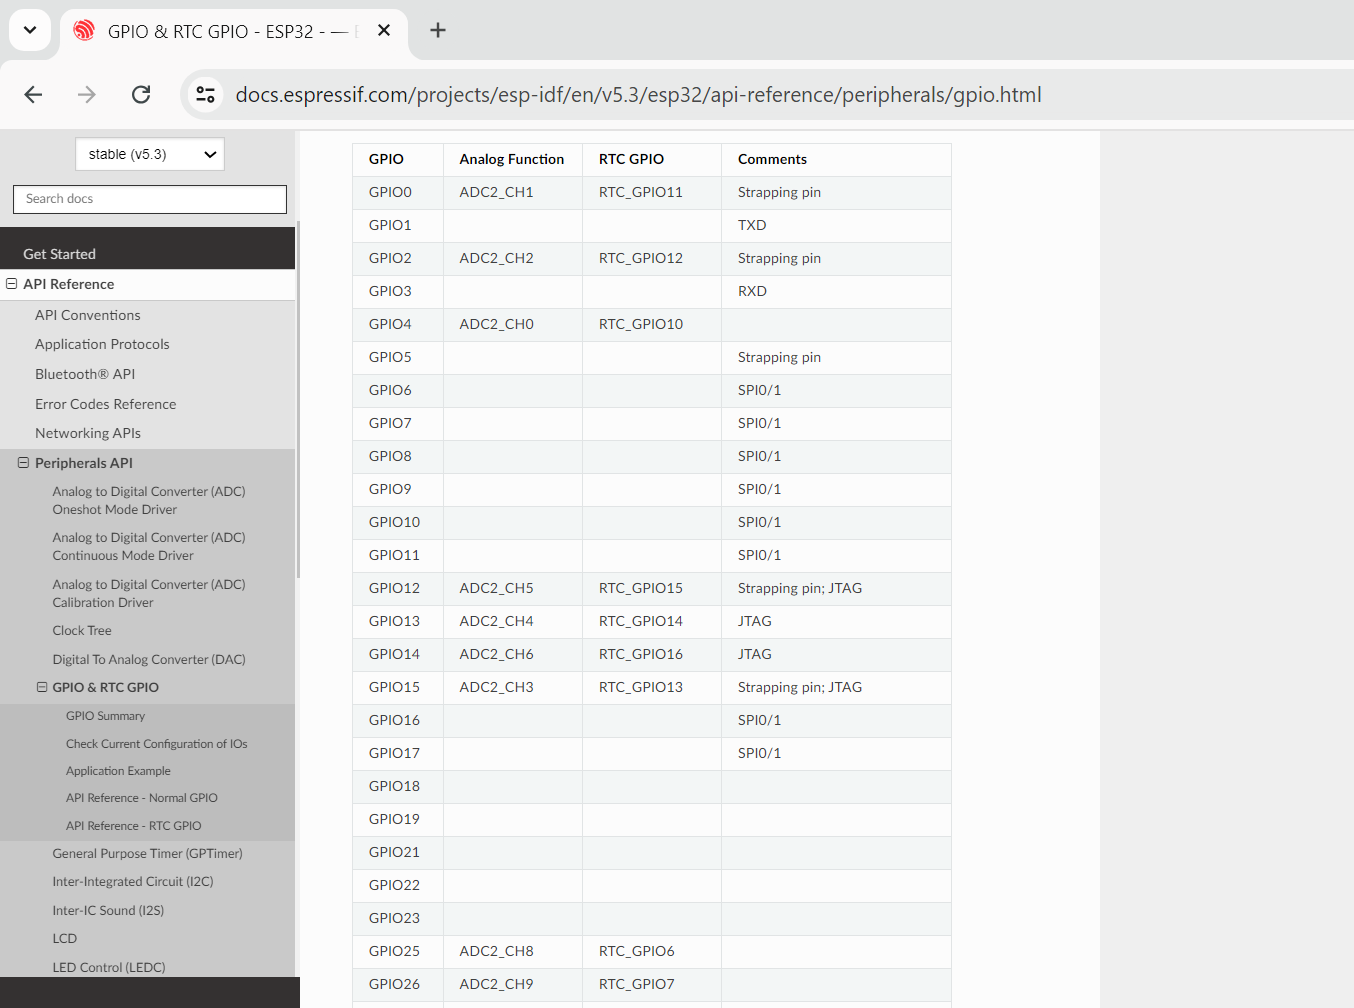 GPIO & RTC GPIO - ESP32 - —
docs.espressif.com/projects/esp-idf/en/v5.3/esp32/api-reference/peripherals/gpio.html
stable (v5.3)
Search docs
Get Started
API Reference
API Conventions
Application Protocols
Bluetooth® API
Error Codes Reference
Networking APIs
Peripherals API
Analog to Digital Converter (ADC)
Oneshot Mode Driver
Analog to Digital Converter (ADC)
Continuous Mode Driver
Analog to Digital Converter (ADC)
Calibration Driver
Clock Tree
Digital To Analog Converter (DAC)
GPIO & RTC GPIO
GPIO Summary
Check Current Configuration of IOs
Application Example
API Reference - Normal GPIO
API Reference - RTC GPIO
General Purpose Timer (GPTimer)
Inter-Integrated Circuit (I2C)
Inter-IC Sound (I2S)
LCD
LED Control (LEDC)
GPIO Analog Function RTC GPIO Comments
GPIO0 ADC2_CH1 RTC_GPIO11 Strapping pin
GPIO1 TXD
GPIO2 ADC2_CH2 RTC_GPIO12 Strapping pin
GPIO3 RXD
GPIO4 ADC2_CH0 RTC_GPIO10
GPIO5 Strapping pin
GPIO6 SPI0/1
GPIO7 SPI0/1
GPIO8 SPI0/1
GPIO9 SPI0/1
GPIO10 SPI0/1
GPIO11 SPI0/1
GPIO12 ADC2_CH5 RTC_GPIO15 Strapping pin; JTAG
GPIO13 ADC2_CH4 RTC_GPIO14 JTAG
GPIO14 ADC2_CH6 RTC_GPIO16 JTAG
GPIO15 ADC2_CH3 RTC_GPIO13 Strapping pin; JTAG
GPIO16 SPI0/1
GPIO17 SPI0/1
GPIO18
GPIO19
GPIO21
GPIO22
GPIO23
GPIO25 ADC2_CH8 RTC_GPIO6
GPIO26 ADC2_CH9 RTC_GPIO7